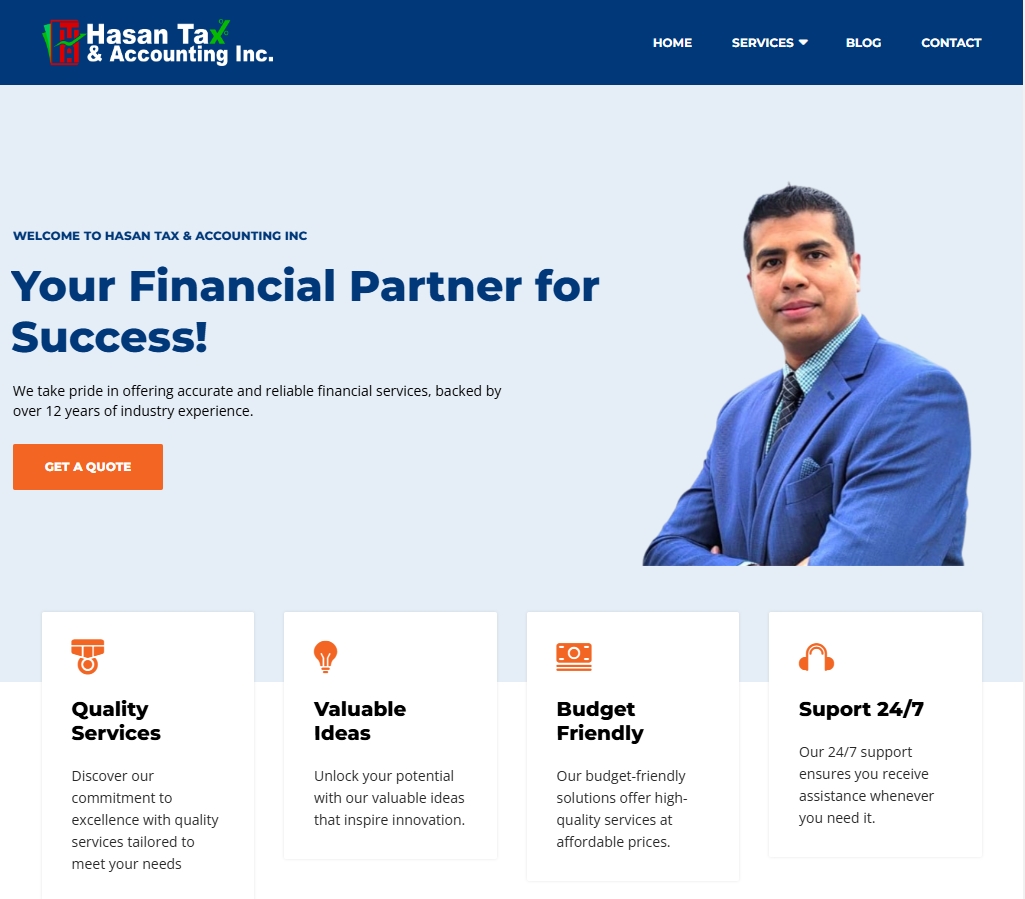 Hasan Tax
& Accounting Inc.
HOME SERVICES BLOG CONTACT
WELCOME TO HASAN TAX & ACCOUNTING INC
Your Financial Partner for
Success!
We take pride in offering accurate and reliable financial services, backed by
over 12 years of industry experience.
GET A QUOTE
Quality
Services
Discover our
commitment to
excellence with quality
services tailored to
meet your needs
Valuable
Ideas
Unlock your potential
with our valuable ideas
that inspire innovation.
Budget
Friendly
Our budget-friendly
solutions offer high-
quality services at
affordable prices.
Suport 24/7
Our 24/7 support
ensures you receive
assistance whenever
you need it.